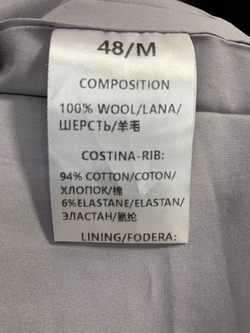 48/M
COMPOSITION
100% WOOL/LANA/
ШЕРСТЬ/羊毛
COSTINA-RIB:
94% COTTON/COTON/
ХЛОПОК/棉
6%ELASTANE/ELASTAN/
ЭЛАСТАН/氨纶
LINING/FODERA: